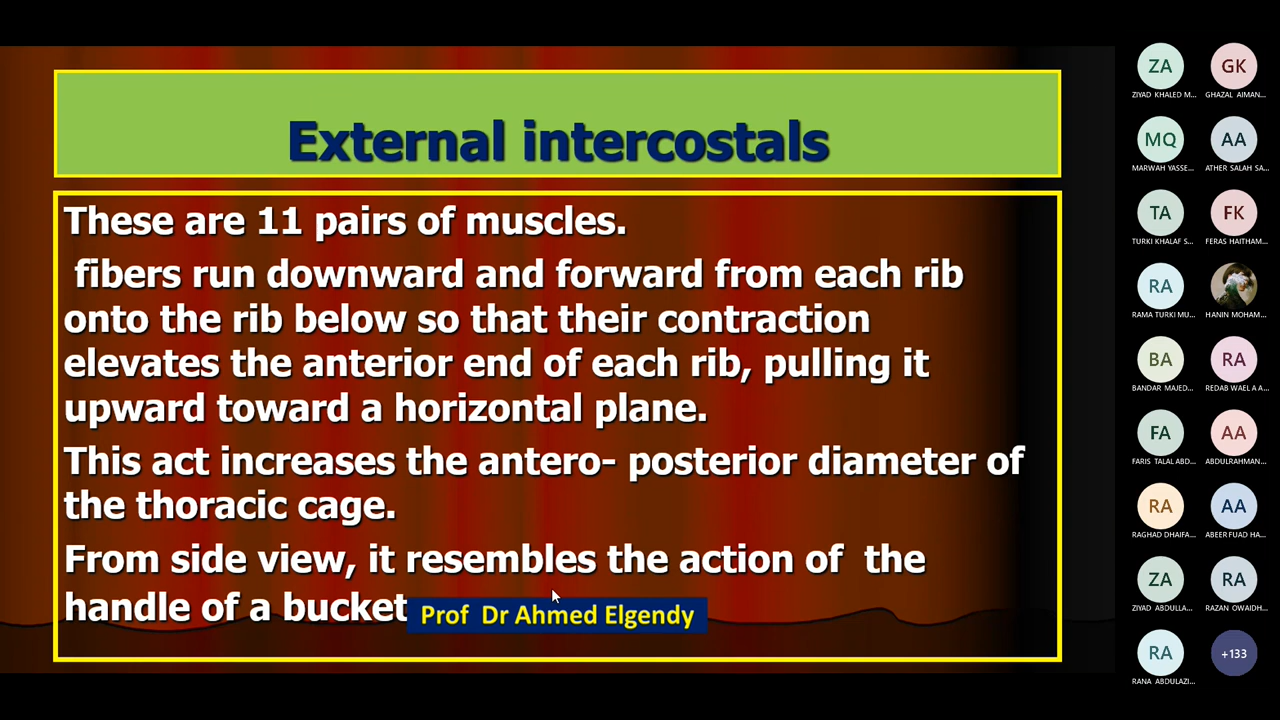 External intercostals
These are 11 pairs of muscles.
fibers run downward and forward from each rib
onto the rib below so that their contraction
elevates the anterior end of each rib, pulling it
upward toward a horizontal plane.
This act increases the antero- posterior diameter of
the thoracic cage.
From side view, it resembles the action of the
handle of a bucket
Prof Dr Ahmed Elgendy
ZA GK
ZIYAD KHALED M... GHAZAL AIMAN...
MQ AA
MARWAH YASSE... ATHER SALAH SA...
TA FK
TURKI KHALAF S... FERAS HAITHAM...
RA
RAMA TURKI MU... HANIN MOHAM...
BA RA
BANDAR MAJED... REDAB WAEL A A...
FA AA
FARIS TALAL ABD... ABDULRAHMAN...
RA AA
RAGHAD DHAIFA... ABEER FUAD HA...
ZA RA
ZIYAD ABDULLA... RAZAN OWAIDH...
RA +133
RANA ABDULAZI...